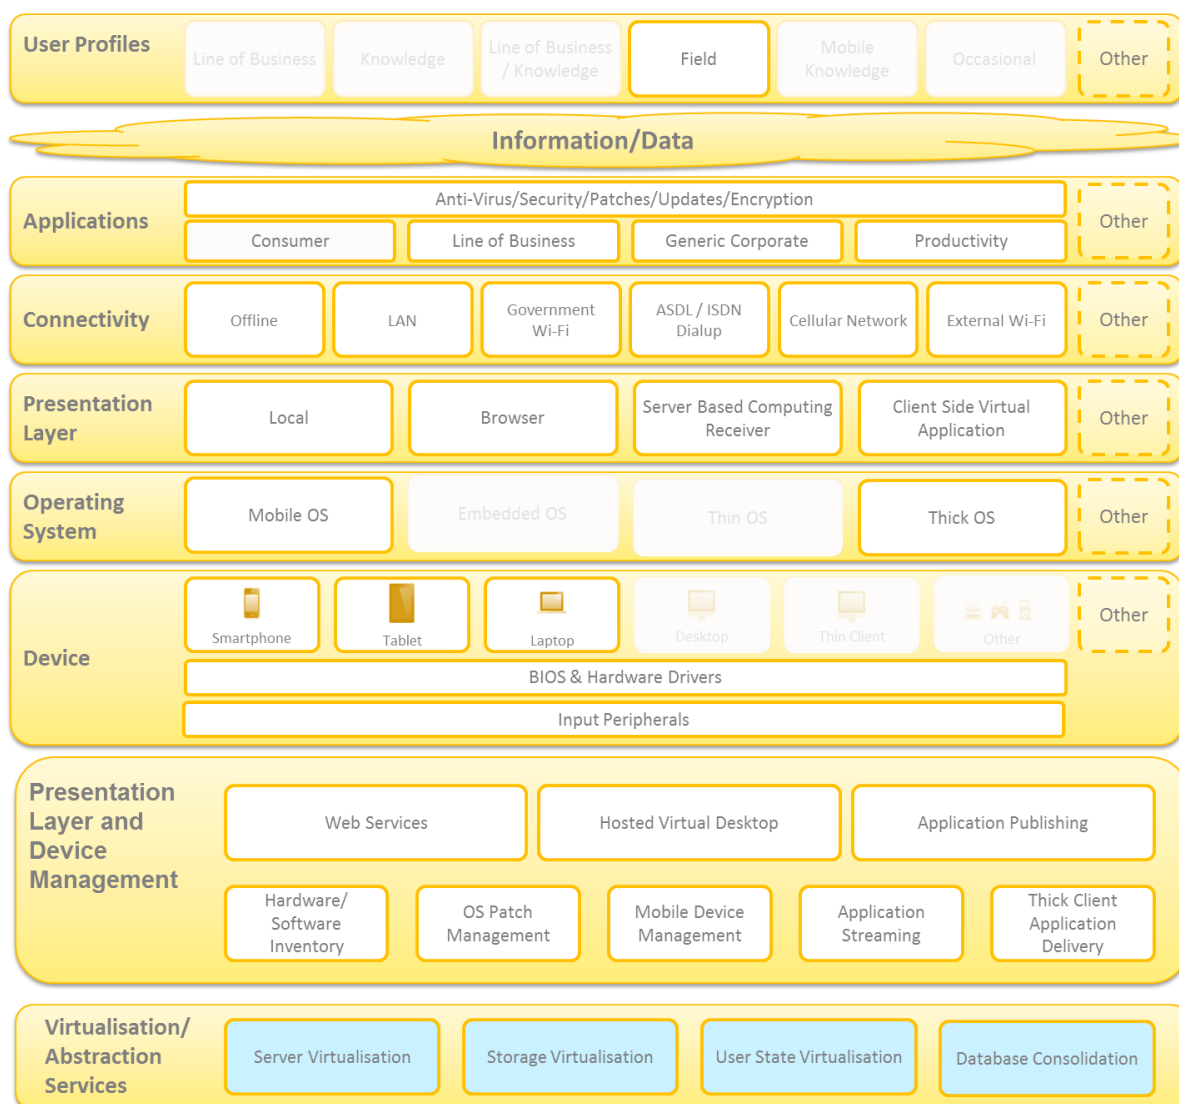 User Profiles
Line of Business
Knowledge
Line of Business
/ Knowledge
Field
Mobile
Knowledge
Occasional
Other
Information/Data
Applications
Anti-Virus/Security/Patches/Updates/Encryption
Consumer
Line of Business
Generic Corporate
Productivity
Other
Connectivity
Offline
LAN
Government
Wi-Fi
ASDL / ISDN
Dialup
Cellular Network
External Wi-Fi
Other
Presentation
Layer
Local
Browser
Server Based Computing
Receiver
Client Side Virtual
Application
Other
Operating
System
Mobile OS
Embedded OS
Thin OS
Thick OS
Other
Device
Smartphone
Tablet
Laptop
Desktop
Thin Client
Other
Other
BIOS & Hardware Drivers
Input Peripherals
Presentation
Layer and
Device
Management
Web Services
Hosted Virtual Desktop
Application Publishing
Hardware/
Software
Inventory
OS Patch
Management
Mobile Device
Management
Application
Streaming
Thick Client
Application
Delivery
Virtualisation/
Abstraction
Services
Server Virtualisation
Storage Virtualisation
User State Virtualisation
Database Consolidation